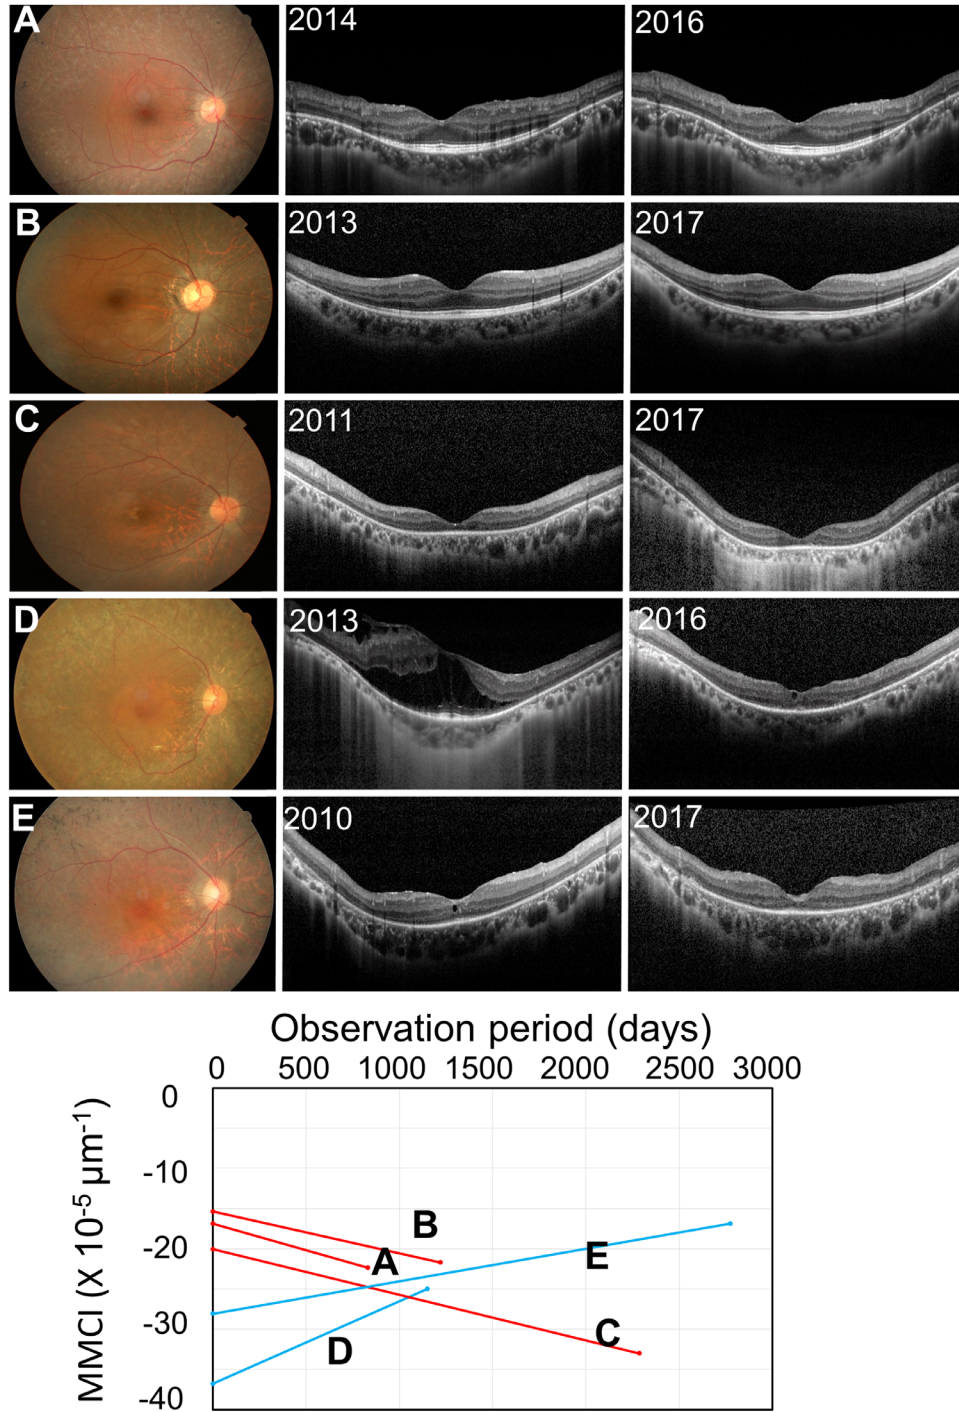 A 2014 2016
B 2013 2017
C 2011 2017
D 2013 2016
E 2010 2017
Observation period (days)
0 500 1000 1500 2000 2500 3000
MMCI (X 10-5 μm-1)
0
-10
-20
-30
-40
B
A
E
C
D